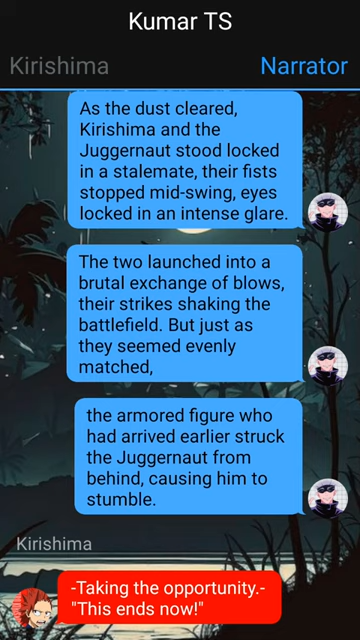 Kumar TS
Kirishima
Narrator
As the dust cleared,
Kirishima and the
Juggernaut stood locked
in a stalemate, their fists
stopped mid-swing, eyes
locked in an intense glare.
The two launched into a
brutal exchange of blows,
their strikes shaking the
battlefield. But just as
they seemed evenly
matched,
the armored figure who
had arrived earlier struck
the Juggernaut from
behind, causing him to
stumble.
Kirishima
-Taking the opportunity.-
"This ends now!"